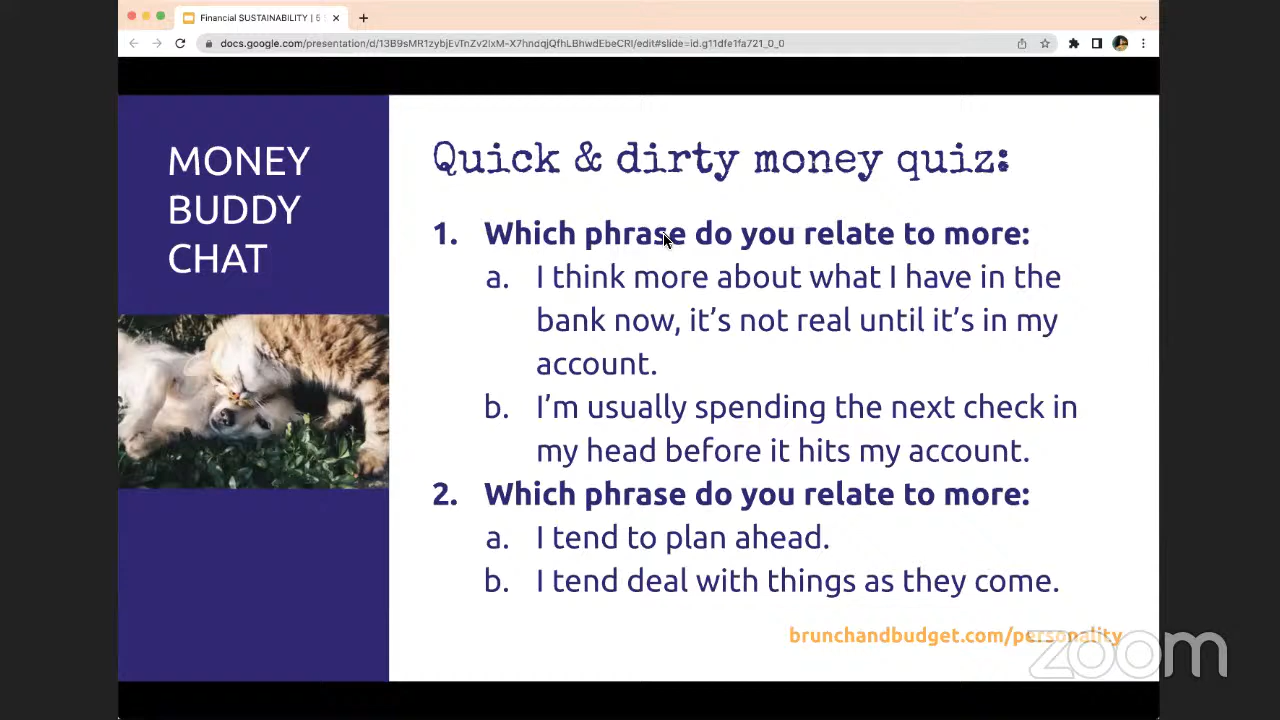 Financial SUSTAINABILITY | 5
docs.google.com/presentation/d/13B9sMR1zybjEvTnZv2lxM-X7hndqjQfhLBhwdEbeCRI/edit#slide=id.g11dfe1fa721_0_0
MONEY
BUDDY
CHAT
Quick & dirty money quiz:
1. Which phrase do you relate to more:
a. I think more about what I have in the
bank now, it’s not real until it’s in my
account.
b. I’m usually spending the next check in
my head before it hits my account.
2. Which phrase do you relate to more:
a. I tend to plan ahead.
b. I tend deal with things as they come.
brunchandbudget.com/personality
zoom